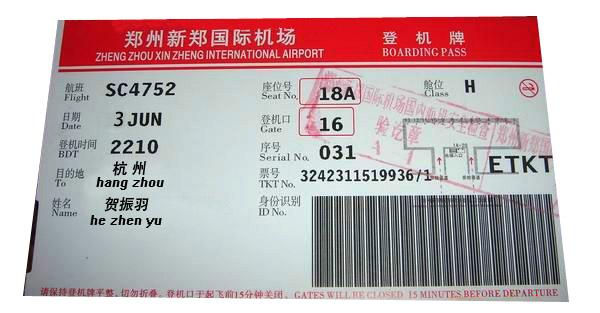 郑州新郑国际机场 登机牌
ZHENG ZHOU XIN ZHENG INTERNATIONAL AIRPORT BOARDING PASS
航班 SC4752 座位号 18A 舱位 H
Flight Seat No. Class
日期 3 JUN 登机口 16
Date Gate
登机时间 2210 序号 031
BDT Serial No.
目的地 杭州 票号 3242311519936/1 ETKT
To hang zhou TKT No.
姓名 贺振羽 身份识别
Name he zhen yu ID No.
请保持登机牌平整,切勿折叠。登机口于起飞前15分钟关闭。 GATES WILL BE CLOSED 15 MINUTES BEFORE DEPARTURE